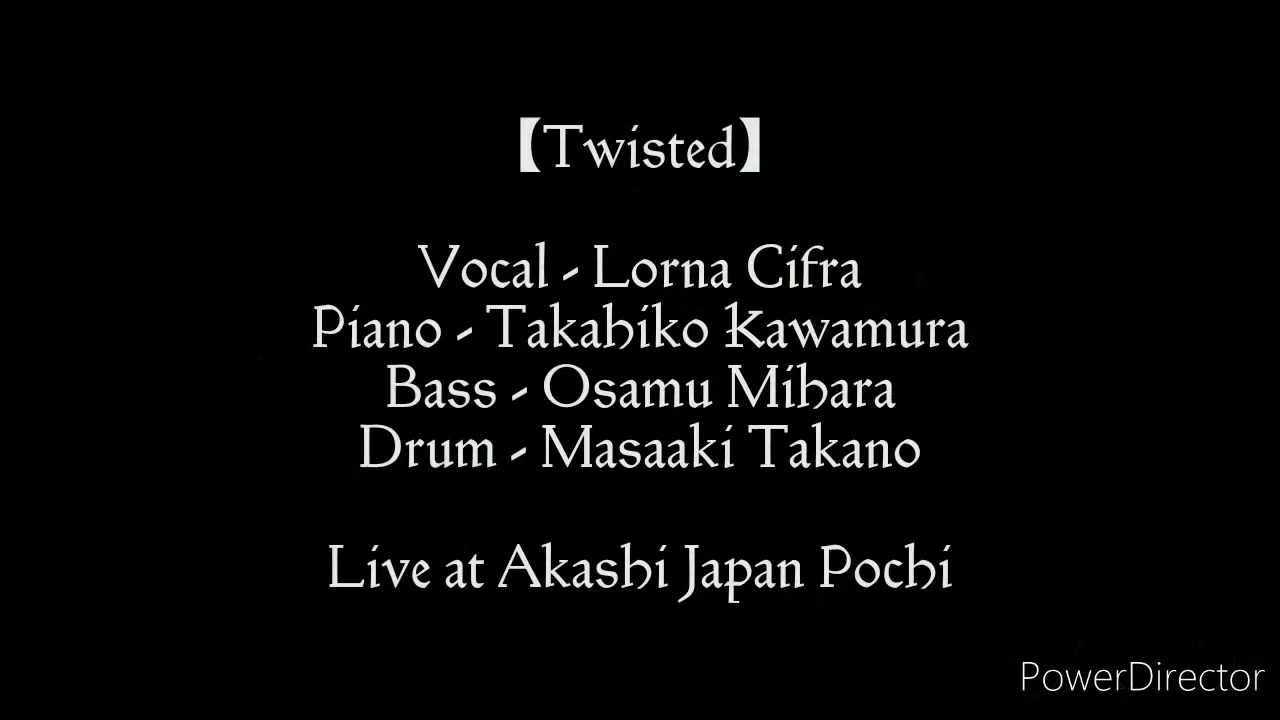 【Twisted】
Vocal - Lorna Cifra
Piano - Takahiko Kawamura
Bass - Osamu Mihara
Drum - Masaaki Takano
Live at Akashi Japan Pochi
PowerDirector